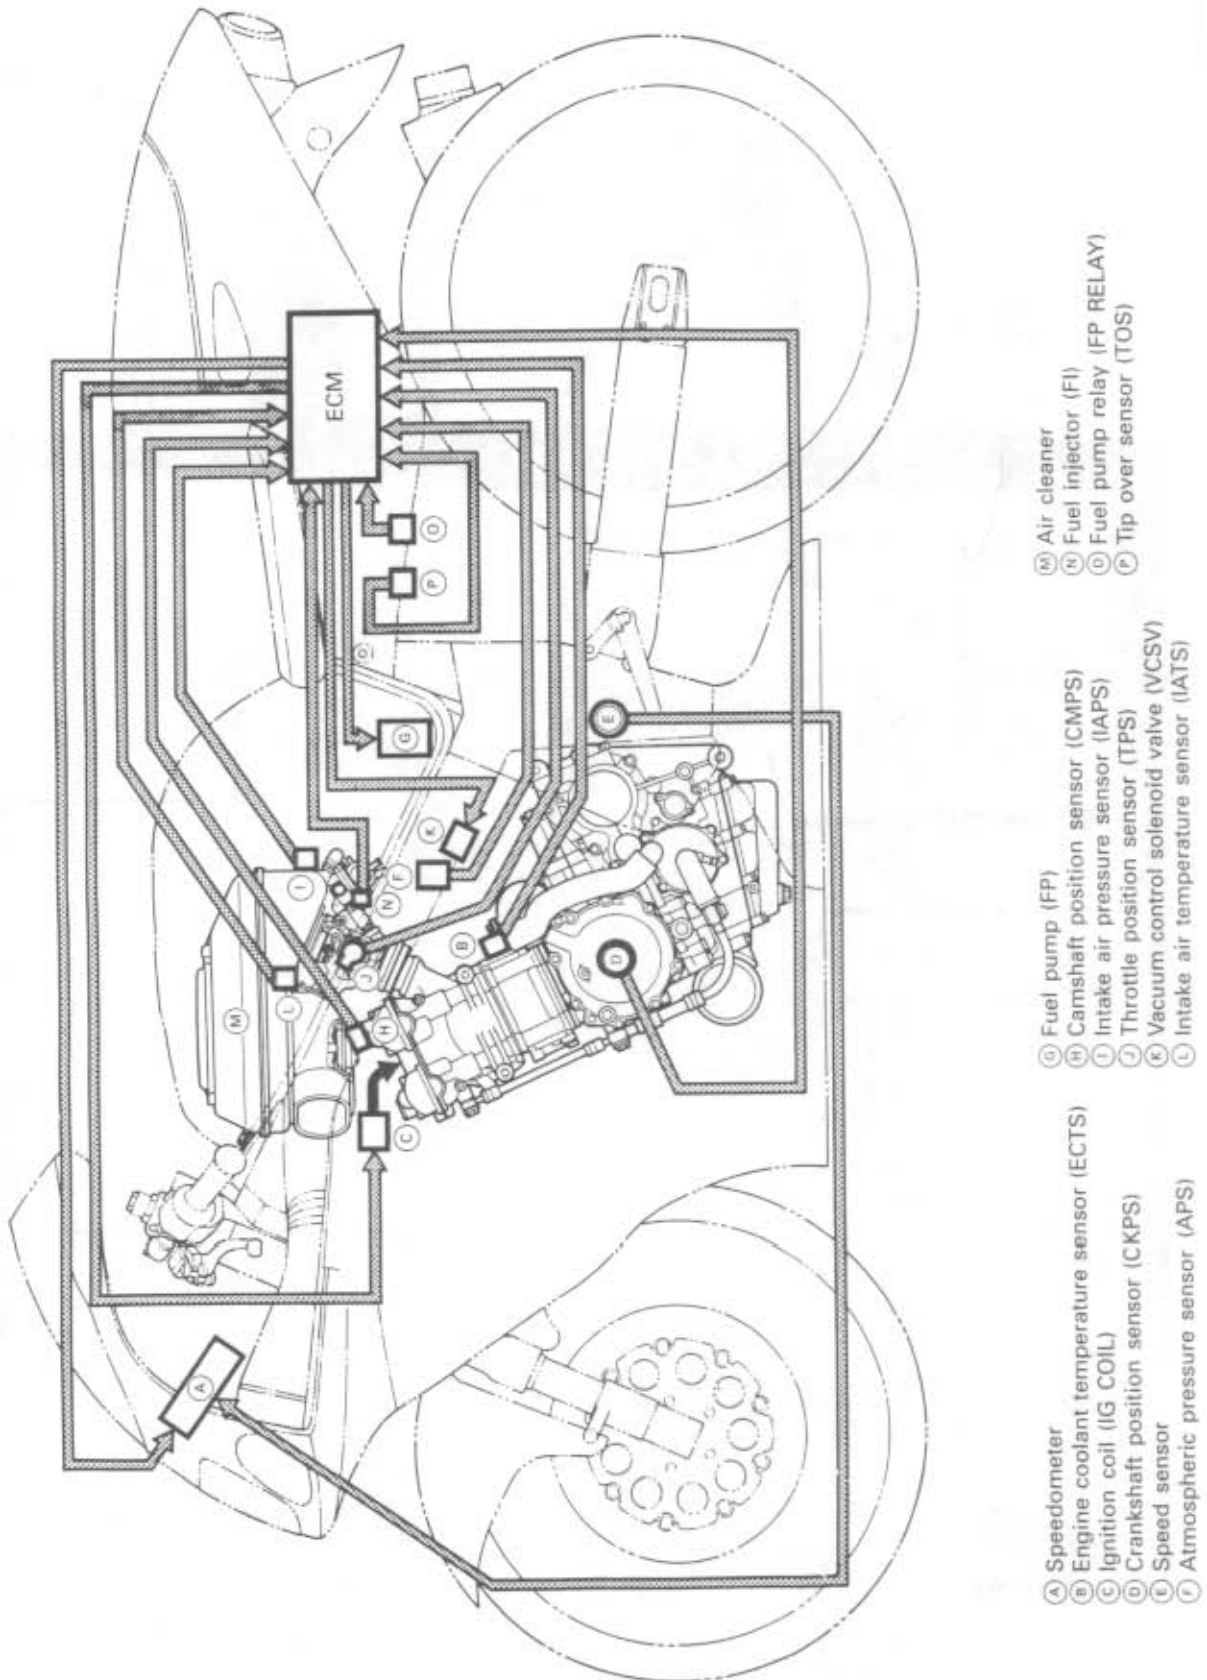 ECM
A
B
C
D
E
F
G
H
I
J
K
L
M
N
O
P
Ⓐ Speedometer
Ⓑ Engine coolant temperature sensor (ECTS)
Ⓒ Ignition coil (IG COIL)
Ⓓ Crankshaft position sensor (CKPS)
Ⓔ Speed sensor
Ⓕ Atmospheric pressure sensor (APS)
Ⓖ Fuel pump (FP)
Ⓗ Camshaft position sensor (CMPS)
Ⓘ Intake air pressure sensor (IAPS)
Ⓙ Throttle position sensor (TPS)
Ⓚ Vacuum control solenoid valve (VCSV)
Ⓛ Intake air temperature sensor (IATS)
Ⓜ Air cleaner
Ⓝ Fuel injector (FI)
Ⓞ Fuel pump relay (FP RELAY)
Ⓟ Tip over sensor (TOS)